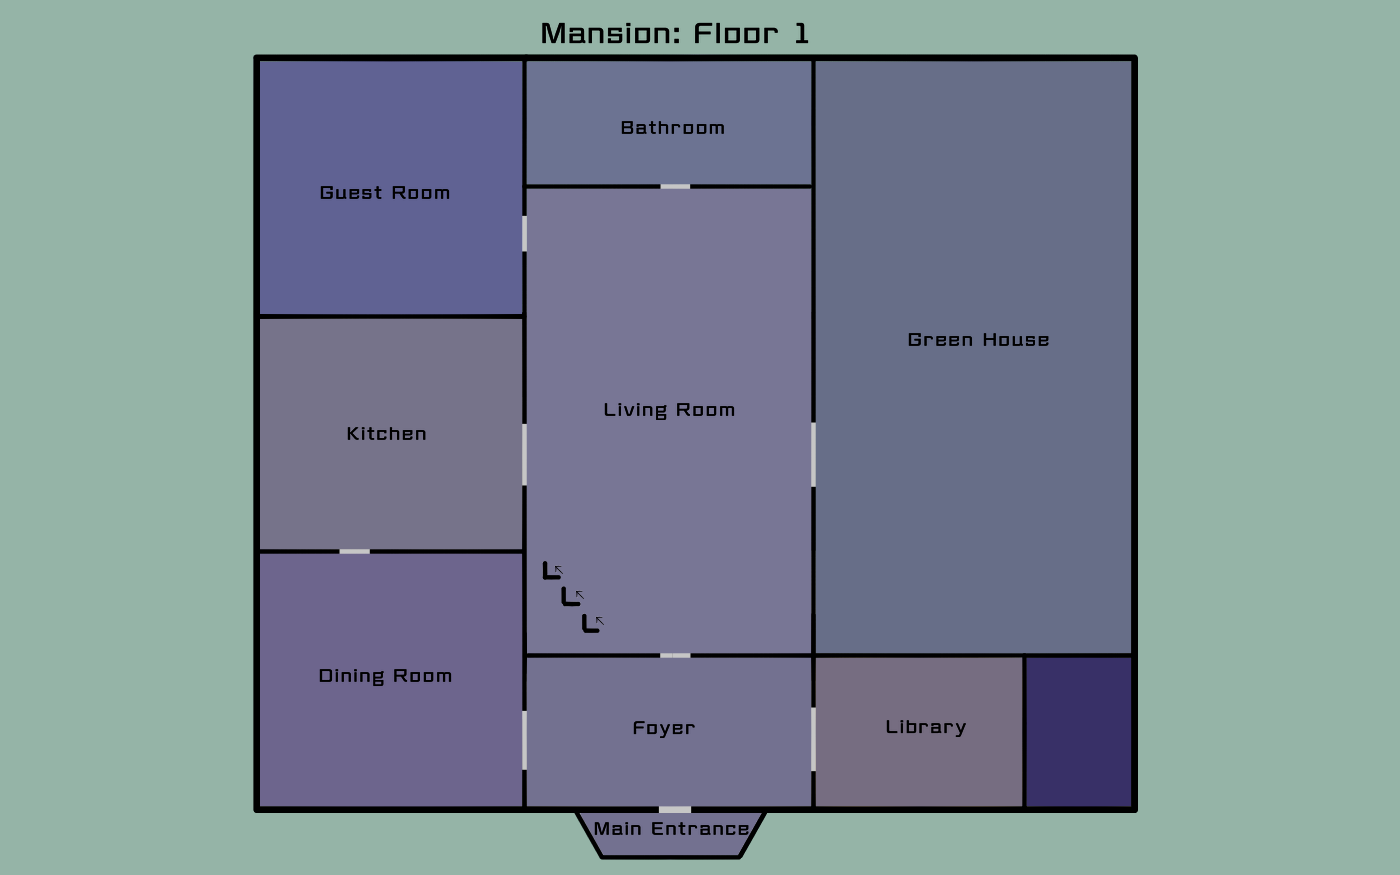 Mansion: Floor 1
Bathroom
Guest Room
Green House
Living Room
Kitchen
Dining Room
Foyer
Library
Main Entrance